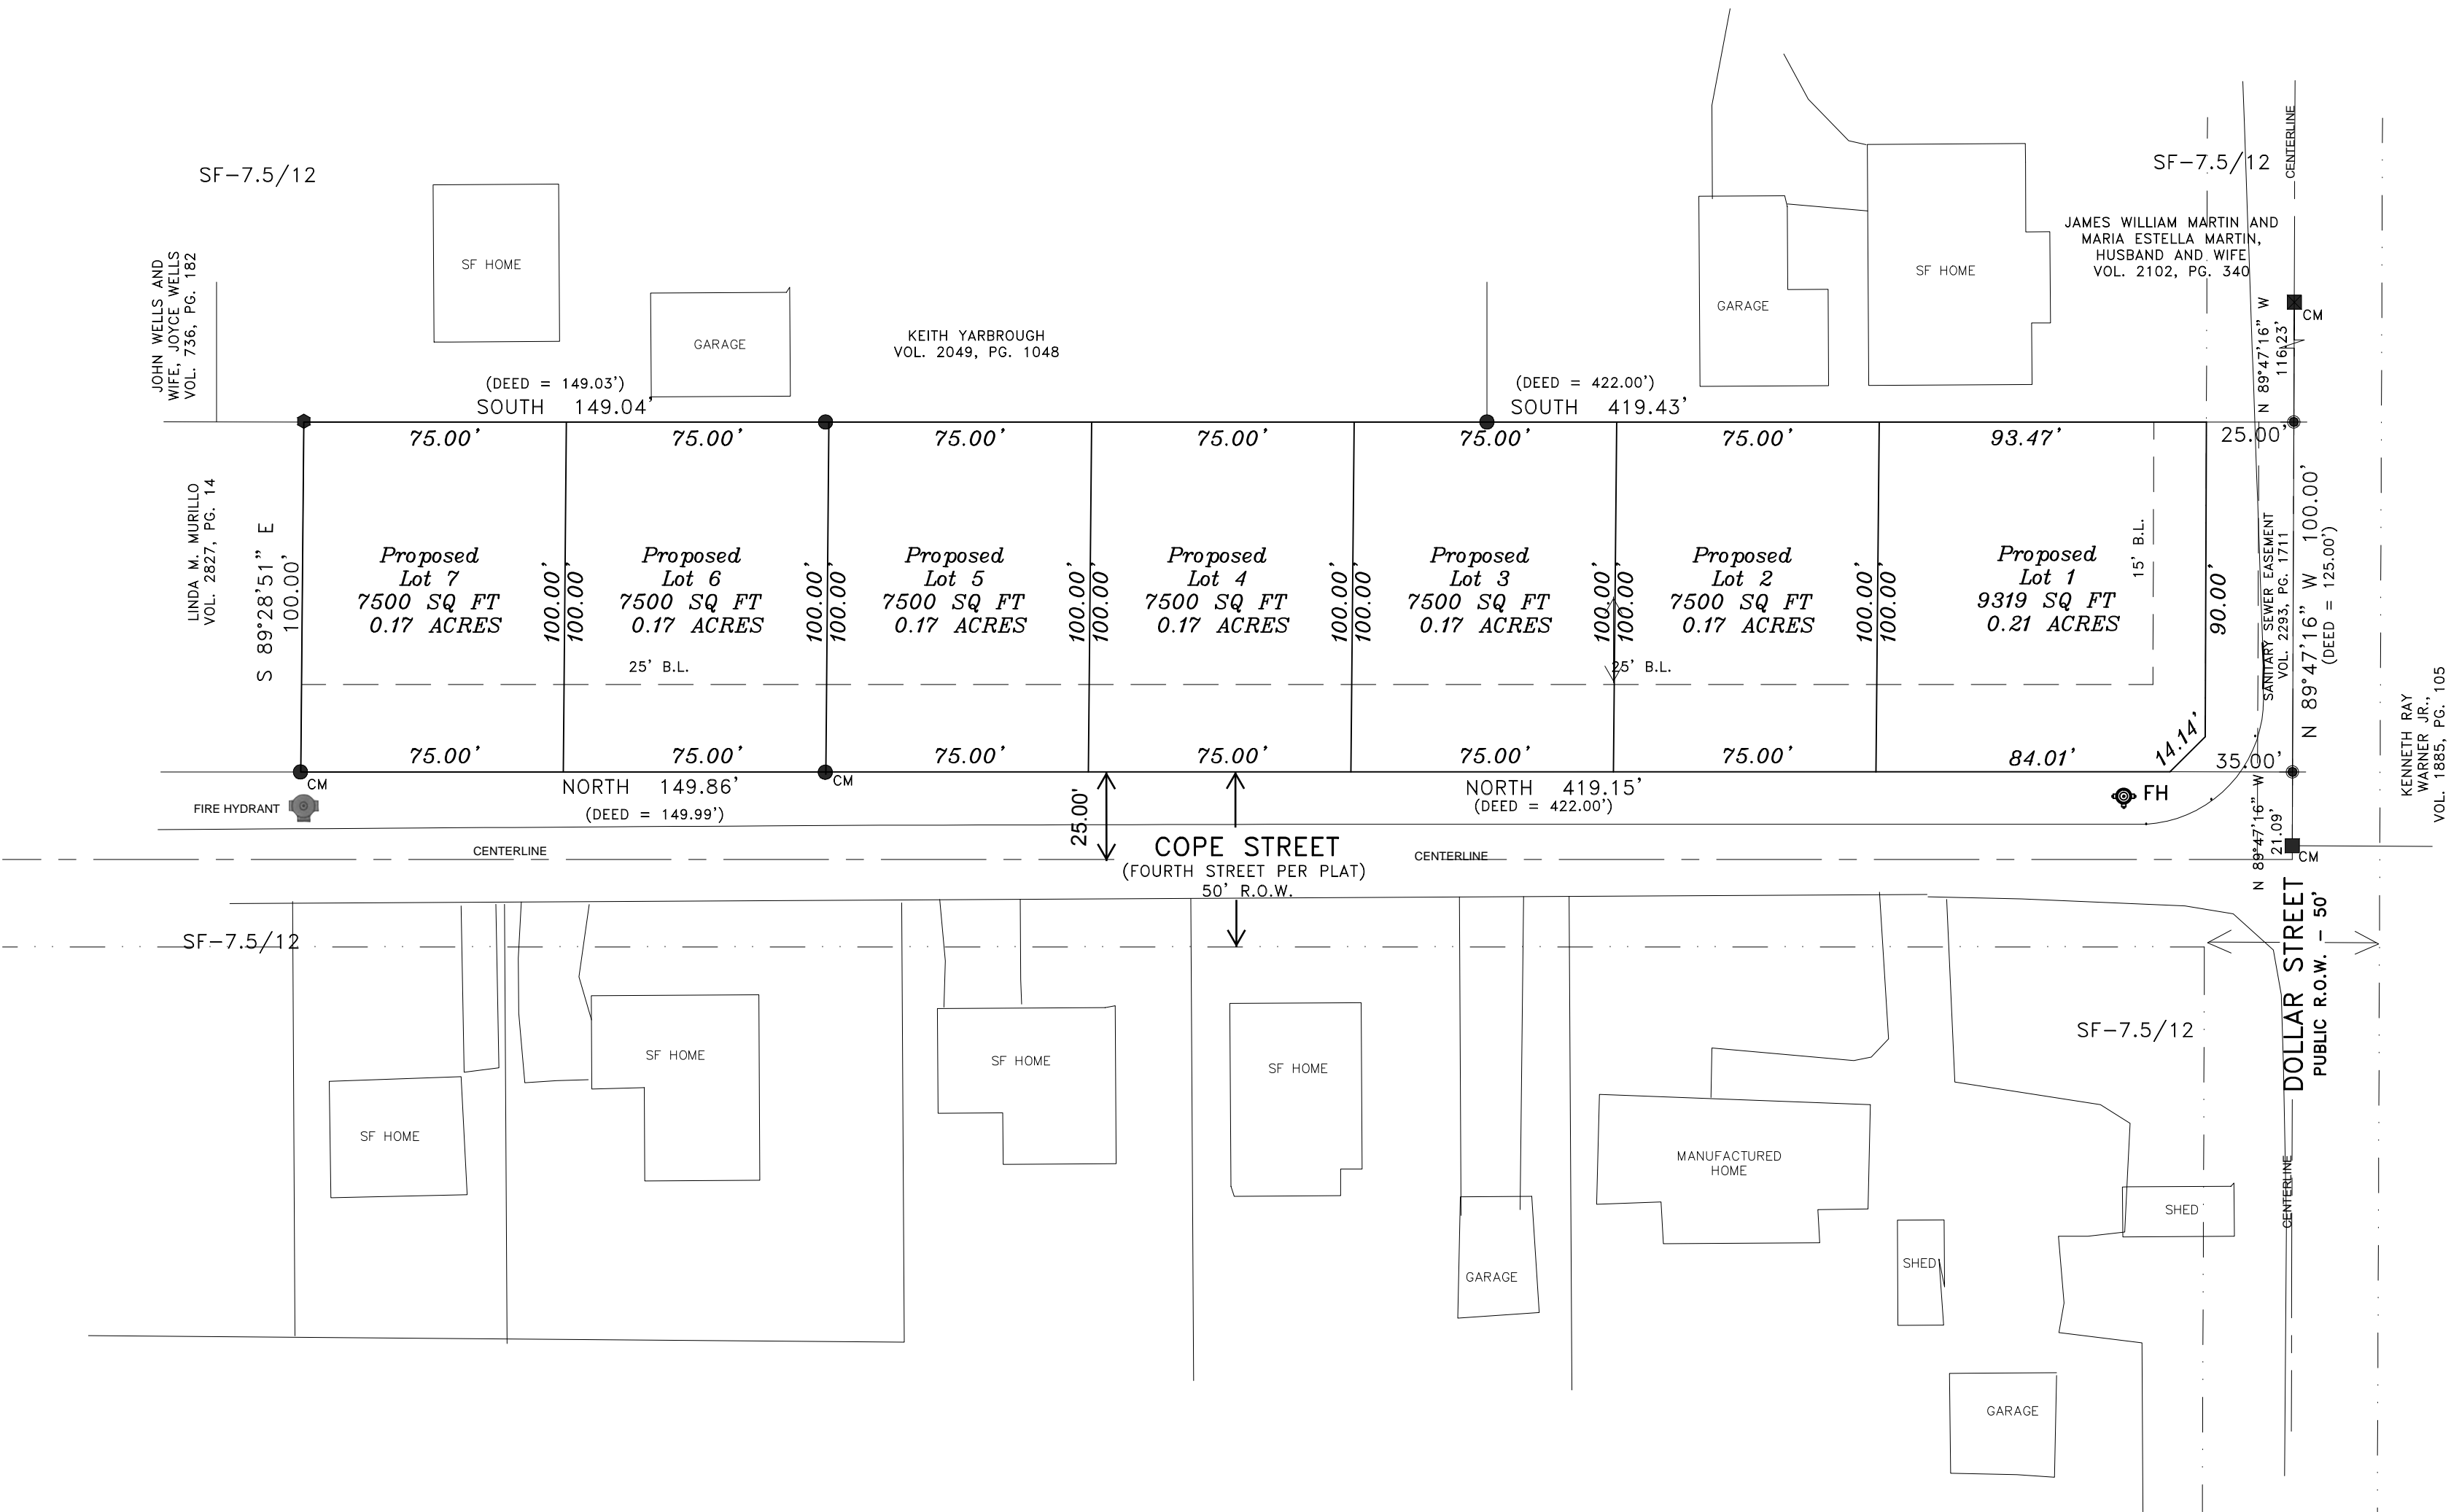 SF-7.5/12
SF-7.5/12
CENTERLINE
JAMES WILLIAM MARTIN AND
MARIA ESTELLA MARTIN,
HUSBAND AND WIFE
VOL. 2102, PG. 340
JOHN WELLS AND
WIFE, JOYCE WELLS
VOL. 736, PG. 182
SF HOME
GARAGE
KEITH YARBROUGH
VOL. 2049, PG. 1048
GARAGE
SF HOME
N 89°47'16" W
116.23'
CM
(DEED = 149.03')
SOUTH 149.04'
(DEED = 422.00')
SOUTH 419.43'
75.00'
75.00'
75.00'
75.00'
75.00'
75.00'
93.47'
25.00'
LINDA M. MURILLO
VOL. 2827, PG. 14
S 89°28'51" E
100.00'
Proposed
Lot 7
7500 SQ FT
0.17 ACRES
100.00'
100.00'
Proposed
Lot 6
7500 SQ FT
0.17 ACRES
100.00'
100.00'
Proposed
Lot 5
7500 SQ FT
0.17 ACRES
100.00'
100.00'
Proposed
Lot 4
7500 SQ FT
0.17 ACRES
100.00'
100.00'
Proposed
Lot 3
7500 SQ FT
0.17 ACRES
100.00'
100.00'
Proposed
Lot 2
7500 SQ FT
0.17 ACRES
100.00'
100.00'
Proposed
Lot 1
9319 SQ FT
0.21 ACRES
15' B.L.
90.00'
SANITARY SEWER EASEMENT
VOL. 2293, PG. 1711
N 89°47'16" W 100.00'
(DEED = 125.00')
25' B.L.
25' B.L.
KENNETH RAY
WARNER JR.,
VOL. 1885, PG. 105
75.00'
75.00'
75.00'
75.00'
75.00'
75.00'
84.01'
14.14'
35.00'
CM
CM
NORTH 149.86'
(DEED = 149.99')
NORTH 419.15'
(DEED = 422.00')
FIRE HYDRANT
FH
25.00'
N 89°47'16" W
21.09'
CM
CENTERLINE
COPE STREET
(FOURTH STREET PER PLAT)
50' R.O.W.
CENTERLINE
SF-7.5/12
DOLLAR STREET
PUBLIC R.O.W. - 50'
SF-7.5/12
SF HOME
SF HOME
SF HOME
SF HOME
MANUFACTURED
HOME
CENTERLINE
SHED
SHED
GARAGE
GARAGE